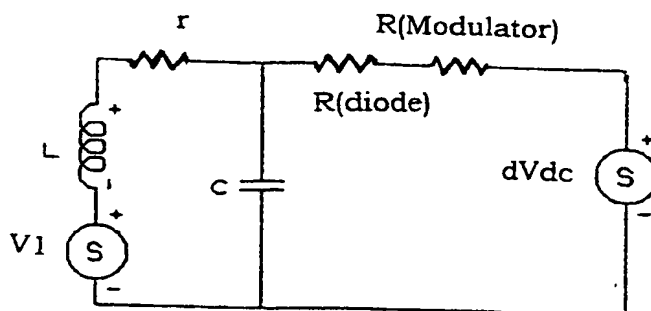 r
R(Modulator)
R(diode)
+
L
-
+
V1
S
-
C
dVdc
+
S
-